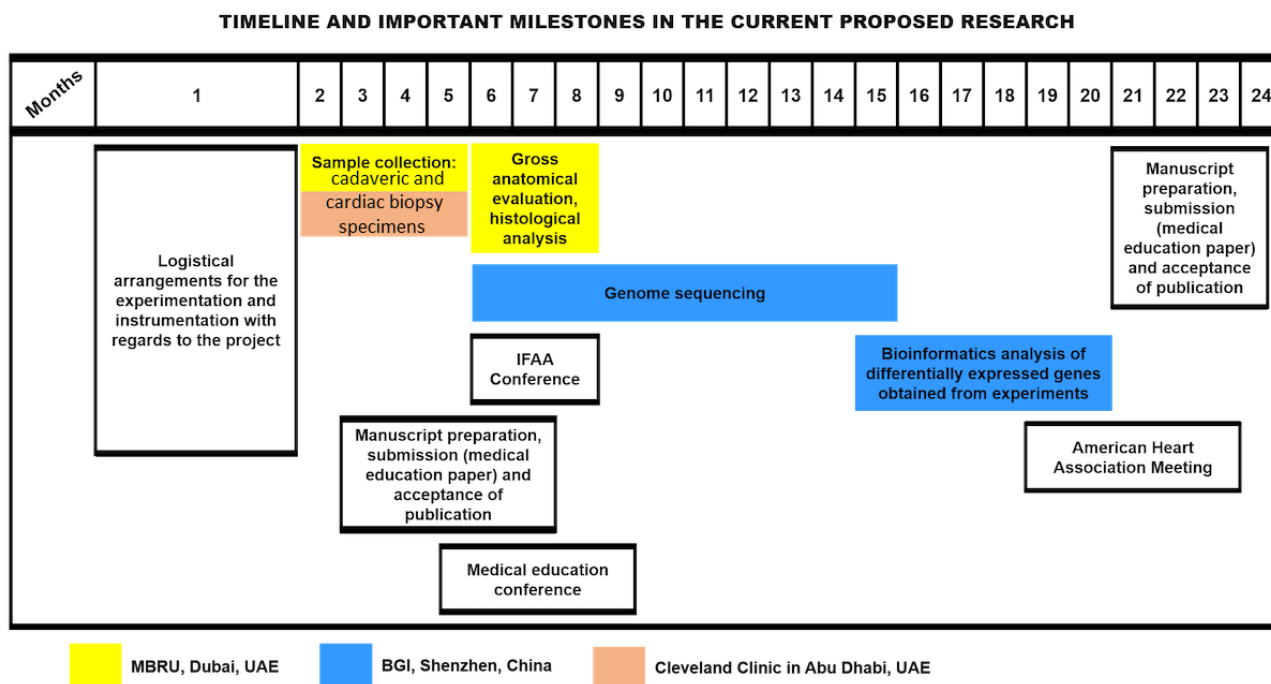 TIMELINE AND IMPORTANT MILESTONES IN THE CURRENT PROPOSED RESEARCH
Months 1 2 3 4 5 6 7 8 9 10 11 12 13 14 15 16 17 18 19 20 21 22 23 24
Logistical
arrangements for the
experimentation and
instrumentation with
regards to the project
Sample collection:
cadaveric and
cardiac biopsy
specimens
Gross
anatomical
evaluation,
histological
analysis
Manuscript
preparation,
submission
(medical
education paper)
and acceptance
of publication
Genome sequencing
IFAA
Conference
Bioinformatics analysis of
differentially expressed genes
obtained from experiments
Manuscript preparation,
submission (medical
education paper) and
acceptance of
publication
American Heart
Association Meeting
Medical education
conference
MBRU, Dubai, UAE
BGI, Shenzhen, China
Cleveland Clinic in Abu Dhabi, UAE